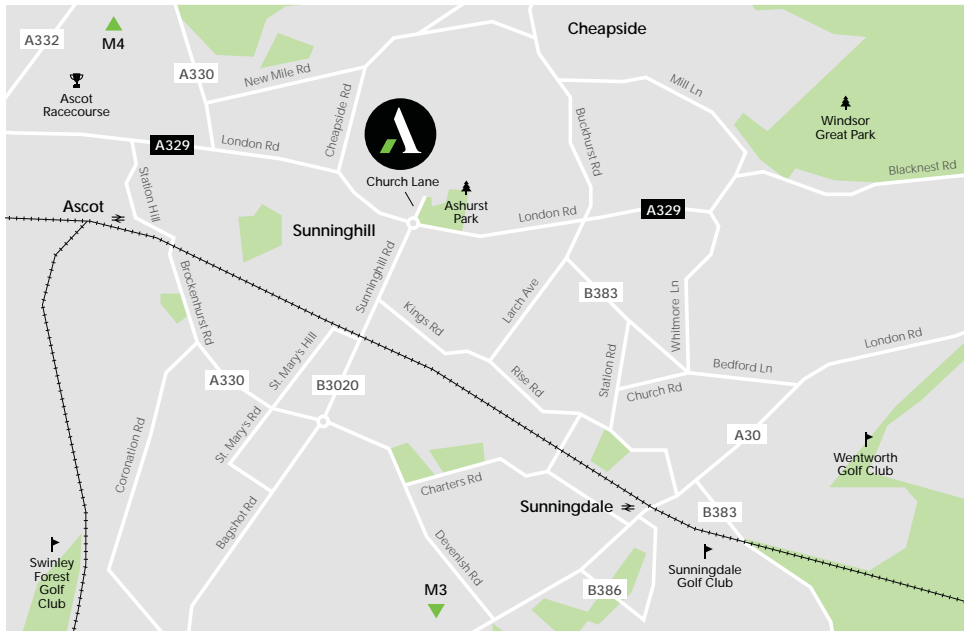 Cheapside
A332
M4
A330
New Mile Rd
Mill Ln
Ascot
Racecourse
Cheapside Rd
Buckhurst Rd
Windsor
Great Park
A329
London Rd
Blacknest Rd
Church Lane
Station Hill
Ashurst
Park
London Rd
A329
Ascot
Sunninghill
Sunninghill Rd
Brockenhurst Rd
Kings Rd
Larch Ave
B383
Whitmore Ln
London Rd
St. Mary's Hill
Station Rd
Bedford Ln
A330
B3020
Rise Rd
Church Rd
Coronation Rd
St. Mary's Rd
A30
Wentworth
Golf Club
Charters Rd
Bagshot Rd
Sunningdale
B383
Devenish Rd
Swinley
Forest
Golf
Club
Sunningdale
Golf Club
M3
B386